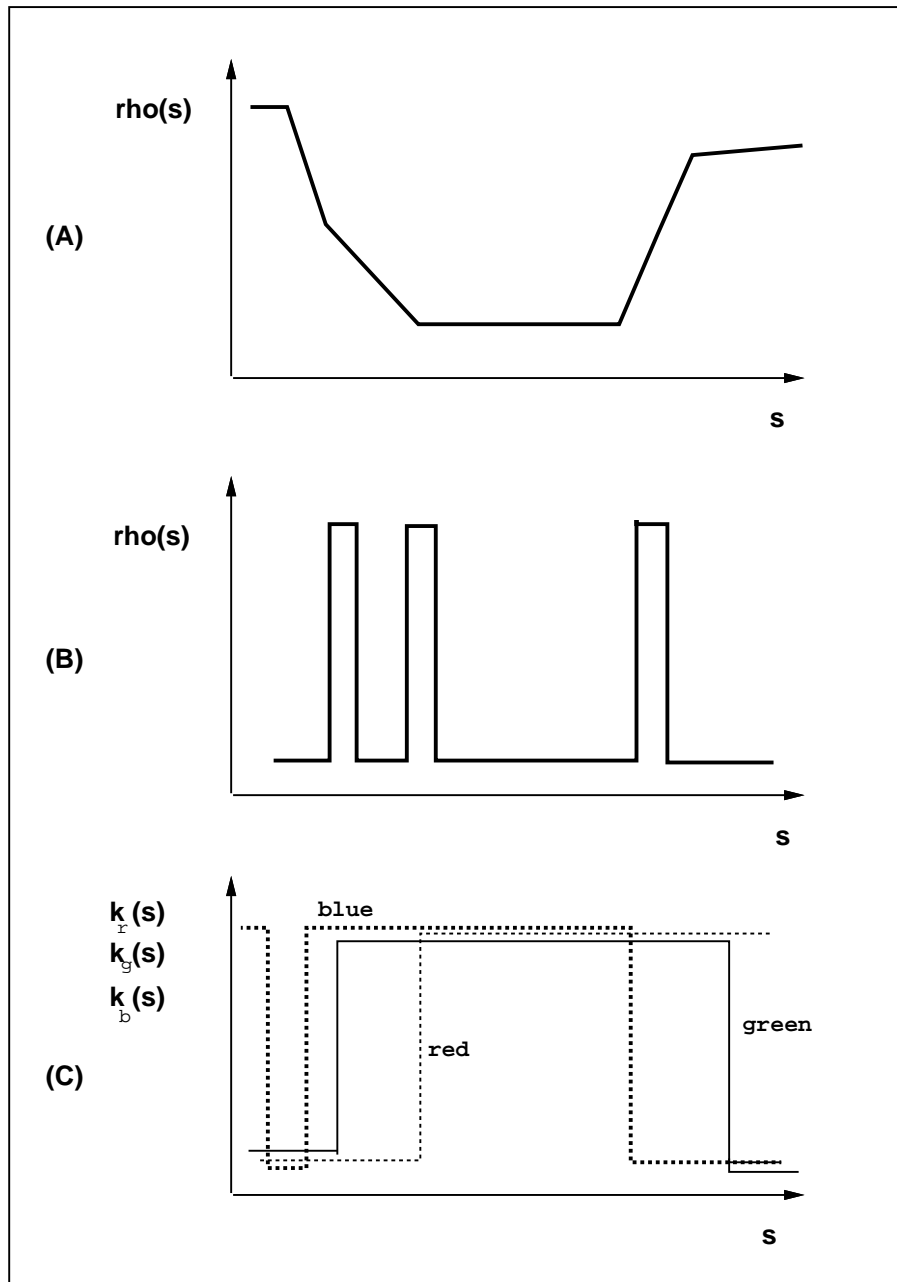 rho(s)
(A)
s
rho(s)
(B)
s
k_r(s)
blue
k_g(s)
k_b(s)
green
red
(C)
s